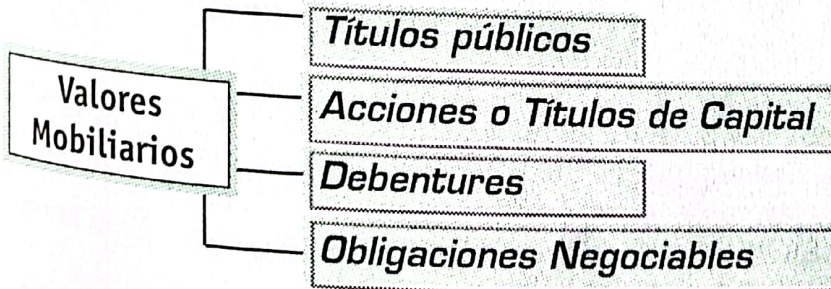 Valores
Mobiliarios
Títulos públicos
Acciones o Títulos de Capital
Debentures
Obligaciones Negociables